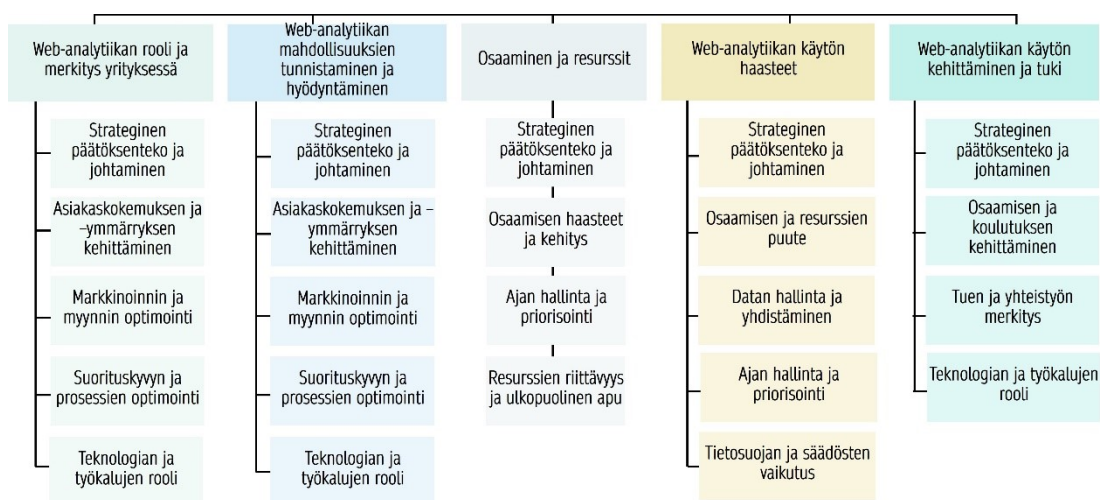 Web-analytiikan rooli ja
merkitys yrityksessä
Strateginen
päätöksenteko ja
johtaminen
Asiakaskokemuksen ja
-ymmärryksen
kehittäminen
Markkinoinnin ja
myynnin optimointi
Suorituskyvyn ja
prosessien optimointi
Teknologian ja
työkalujen rooli
Web-analytiikan
mahdollisuuksien
tunnistaminen ja
hyödyntäminen
Strateginen
päätöksenteko ja
johtaminen
Asiakaskokemuksen ja -
ymmärryksen
kehittäminen
Markkinoinnin ja
myynnin optimointi
Suorituskyvyn ja
prosessien optimointi
Teknologian ja
työkalujen rooli
Osaaminen ja resurssit
Strateginen
päätöksenteko ja
johtaminen
Osaamisen haasteet
ja kehitys
Ajan hallinta ja
priorisointi
Resurssien riittävyys
ja ulkopuolinen apu
Web-analytiikan käytön
haasteet
Strateginen
päätöksenteko ja
johtaminen
Osaamisen ja resurssien
puute
Datan hallinta ja
yhdistäminen
Ajan hallinta ja
priorisointi
Tietosuojan ja säädösten
vaikutus
Web-analytiikan käytön
kehittäminen ja tuki
Strateginen
päätöksenteko ja
johtaminen
Osaamisen ja
koulutuksen
kehittäminen
Tuen ja yhteistyön
merkitys
Teknologian ja työkalujen
rooli